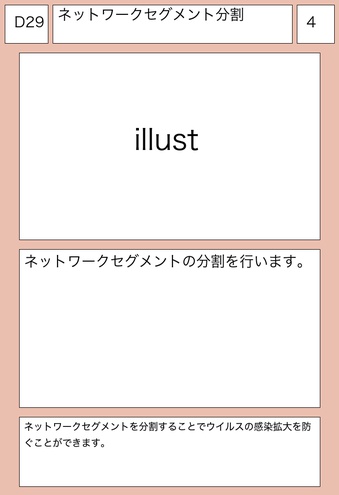 D29
ネットワークセグメント分割
4
illust
ネットワークセグメントの分割を行います。
ネットワークセグメントを分割することでウイルスの感染拡大を防
ぐことができます。